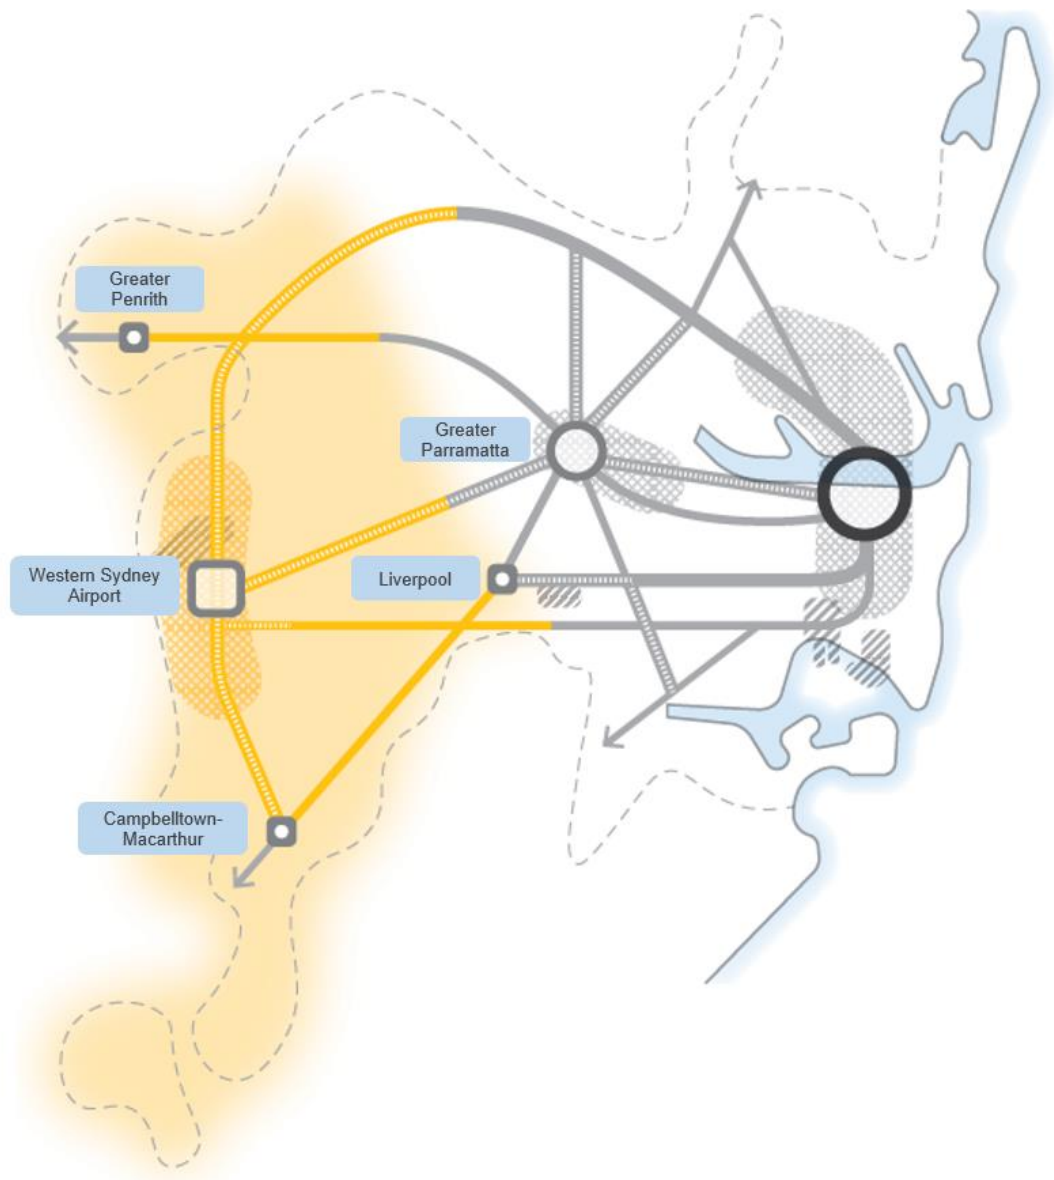 Greater
Penrith
Greater
Parramatta
Western Sydney
Airport
Liverpool
Campbelltown-
Macarthur